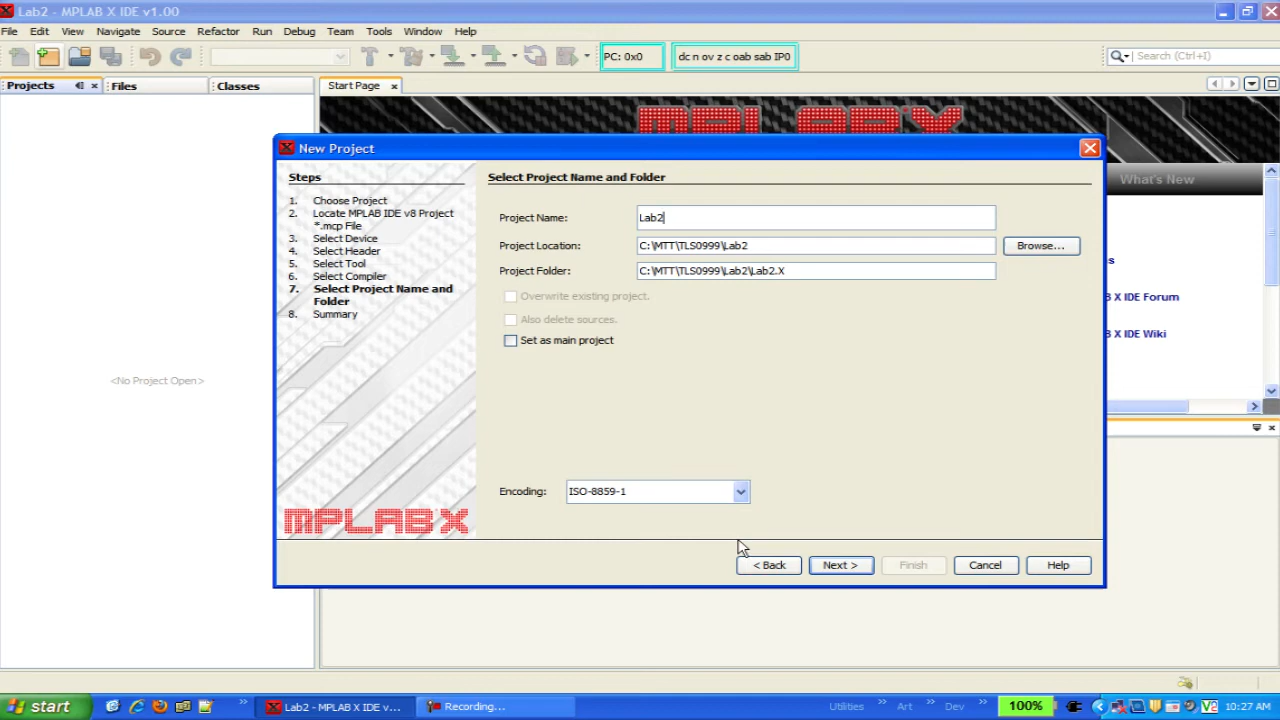 Lab2 - MPLAB X IDE v1.00
File Edit View Navigate Source Refactor Run Debug Team Tools Window Help
PC: 0x0
dc n ov z c oab sab IP0
Search (Ctrl+I)
Projects
Files
Classes
Start Page
MPLAB X
What's New
<No Project Open>
New Project
Steps
1. Choose Project
2. Locate MPLAB IDE v8 Project
*.mcp File
3. Select Device
4. Select Header
5. Select Tool
6. Select Compiler
7. Select Project Name and
Folder
8. Summary
MPLAB X
Select Project Name and Folder
Project Name: Lab2
Project Location: C:\MTT\TLS0999\Lab2 Browse...
Project Folder: C:\MTT\TLS0999\Lab2\Lab2.X
Overwrite existing project.
Also delete sources.
Set as main project
Encoding: ISO-8859-1
< Back
Next >
Finish
Cancel
Help
X IDE Forum
X IDE Wiki
start
Lab2 - MPLAB X IDE v...
Recording...
Utilities
Art
Dev
100%
V2
10:27 AM